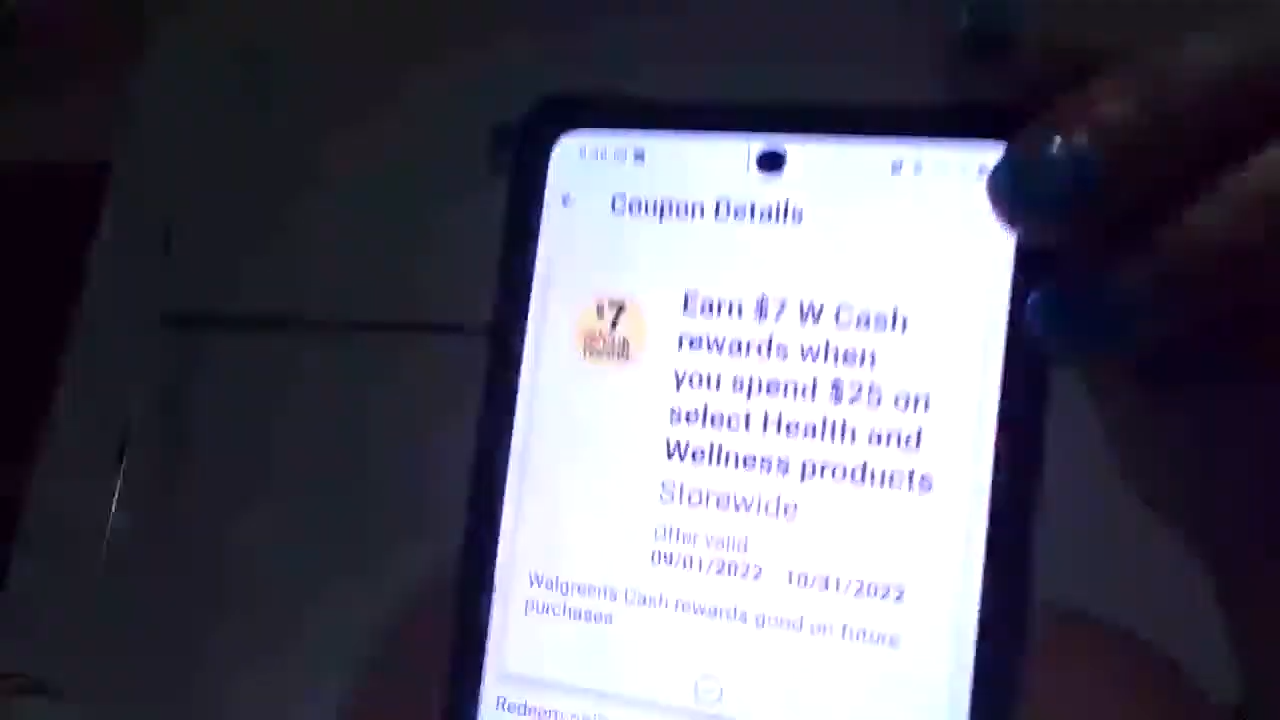 Coupon Details
$7
Earn $7 W Cash
rewards when
you spend $25 on
select Health and
Wellness products
Storewide
Offer valid
09/01/2022 - 10/31/2022
Walgreens Cash rewards good on future
purchases